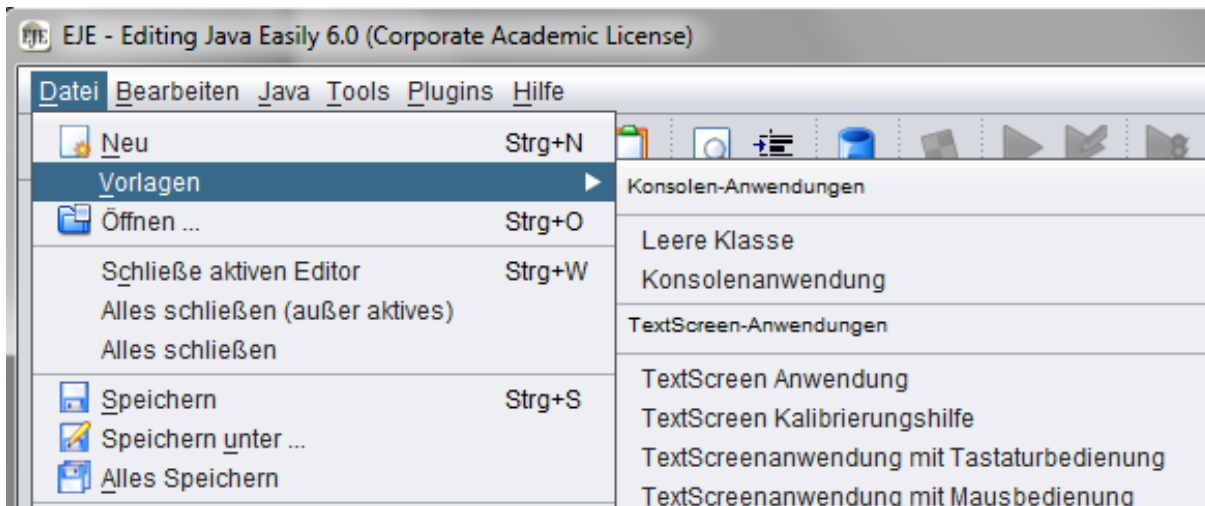 EJE EJE - Editing Java Easily 6.0 (Corporate Academic License)
Datei Bearbeiten Java Tools Plugins Hilfe
Neu Strg+N
Vorlagen
Öffnen ... Strg+O
Schließe aktiven Editor Strg+W
Alles schließen (außer aktives)
Alles schließen
Speichern Strg+S
Speichern unter ...
Alles Speichern
Konsolen-Anwendungen
Leere Klasse
Konsolenanwendung
TextScreen-Anwendungen
TextScreen Anwendung
TextScreen Kalibrierungshilfe
TextScreenanwendung mit Tastaturbedienung
TextScreenanwendung mit Mausbedienung